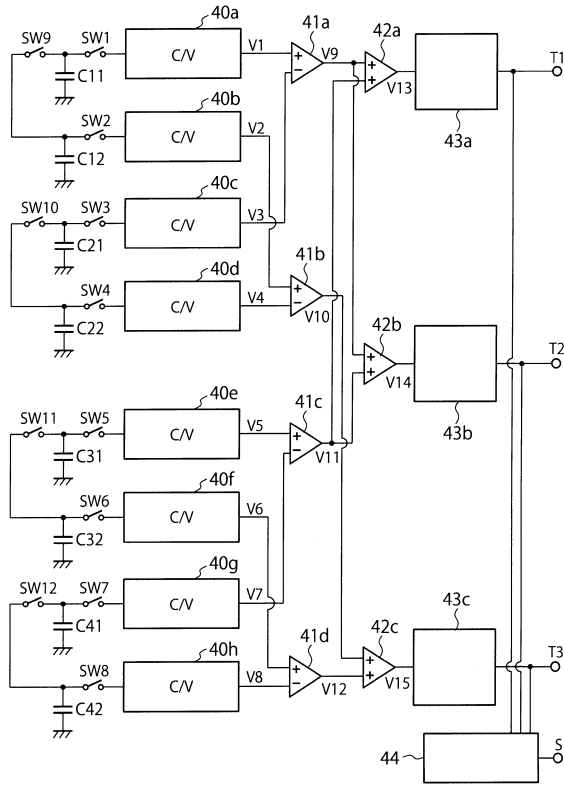 40a
SW9 SW1 C/V V1 41a
+ − V9 42a
+ + V13
T1
C11
43a
40b
SW2 C/V V2
C12
40c
SW10 SW3 C/V V3
C21
41b
+ − V10
40d
SW4 C/V V4
C22
42b
+ + V14
T2
43b
40e
SW11 SW5 C/V V5 41c
+ − V11
C31
40f
SW6 C/V V6
C32
40g
SW12 SW7 C/V V7
C41
41d
+ − V12
42c
+ + V15
43c
T3
40h
SW8 C/V V8
C42
44
S